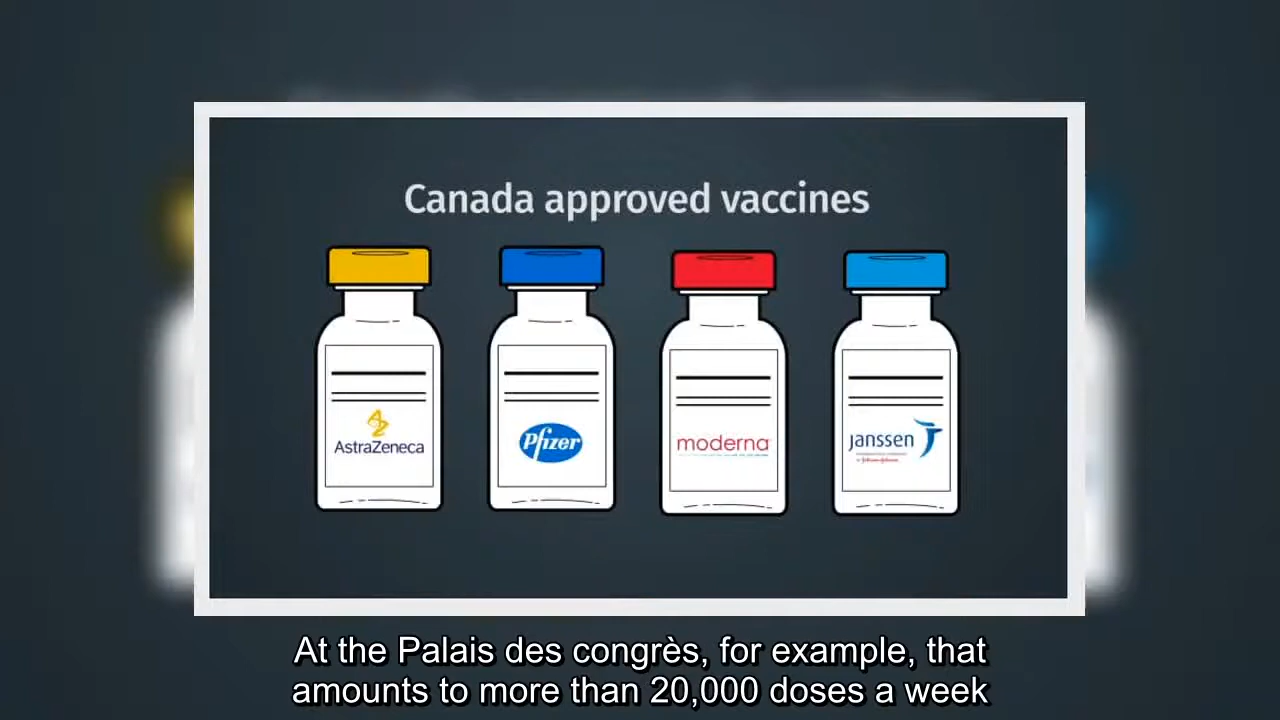 Canada approved vaccines
AstraZeneca
Pfizer
moderna
janssen
At the Palais des congrès, for example, that
amounts to more than 20,000 doses a week